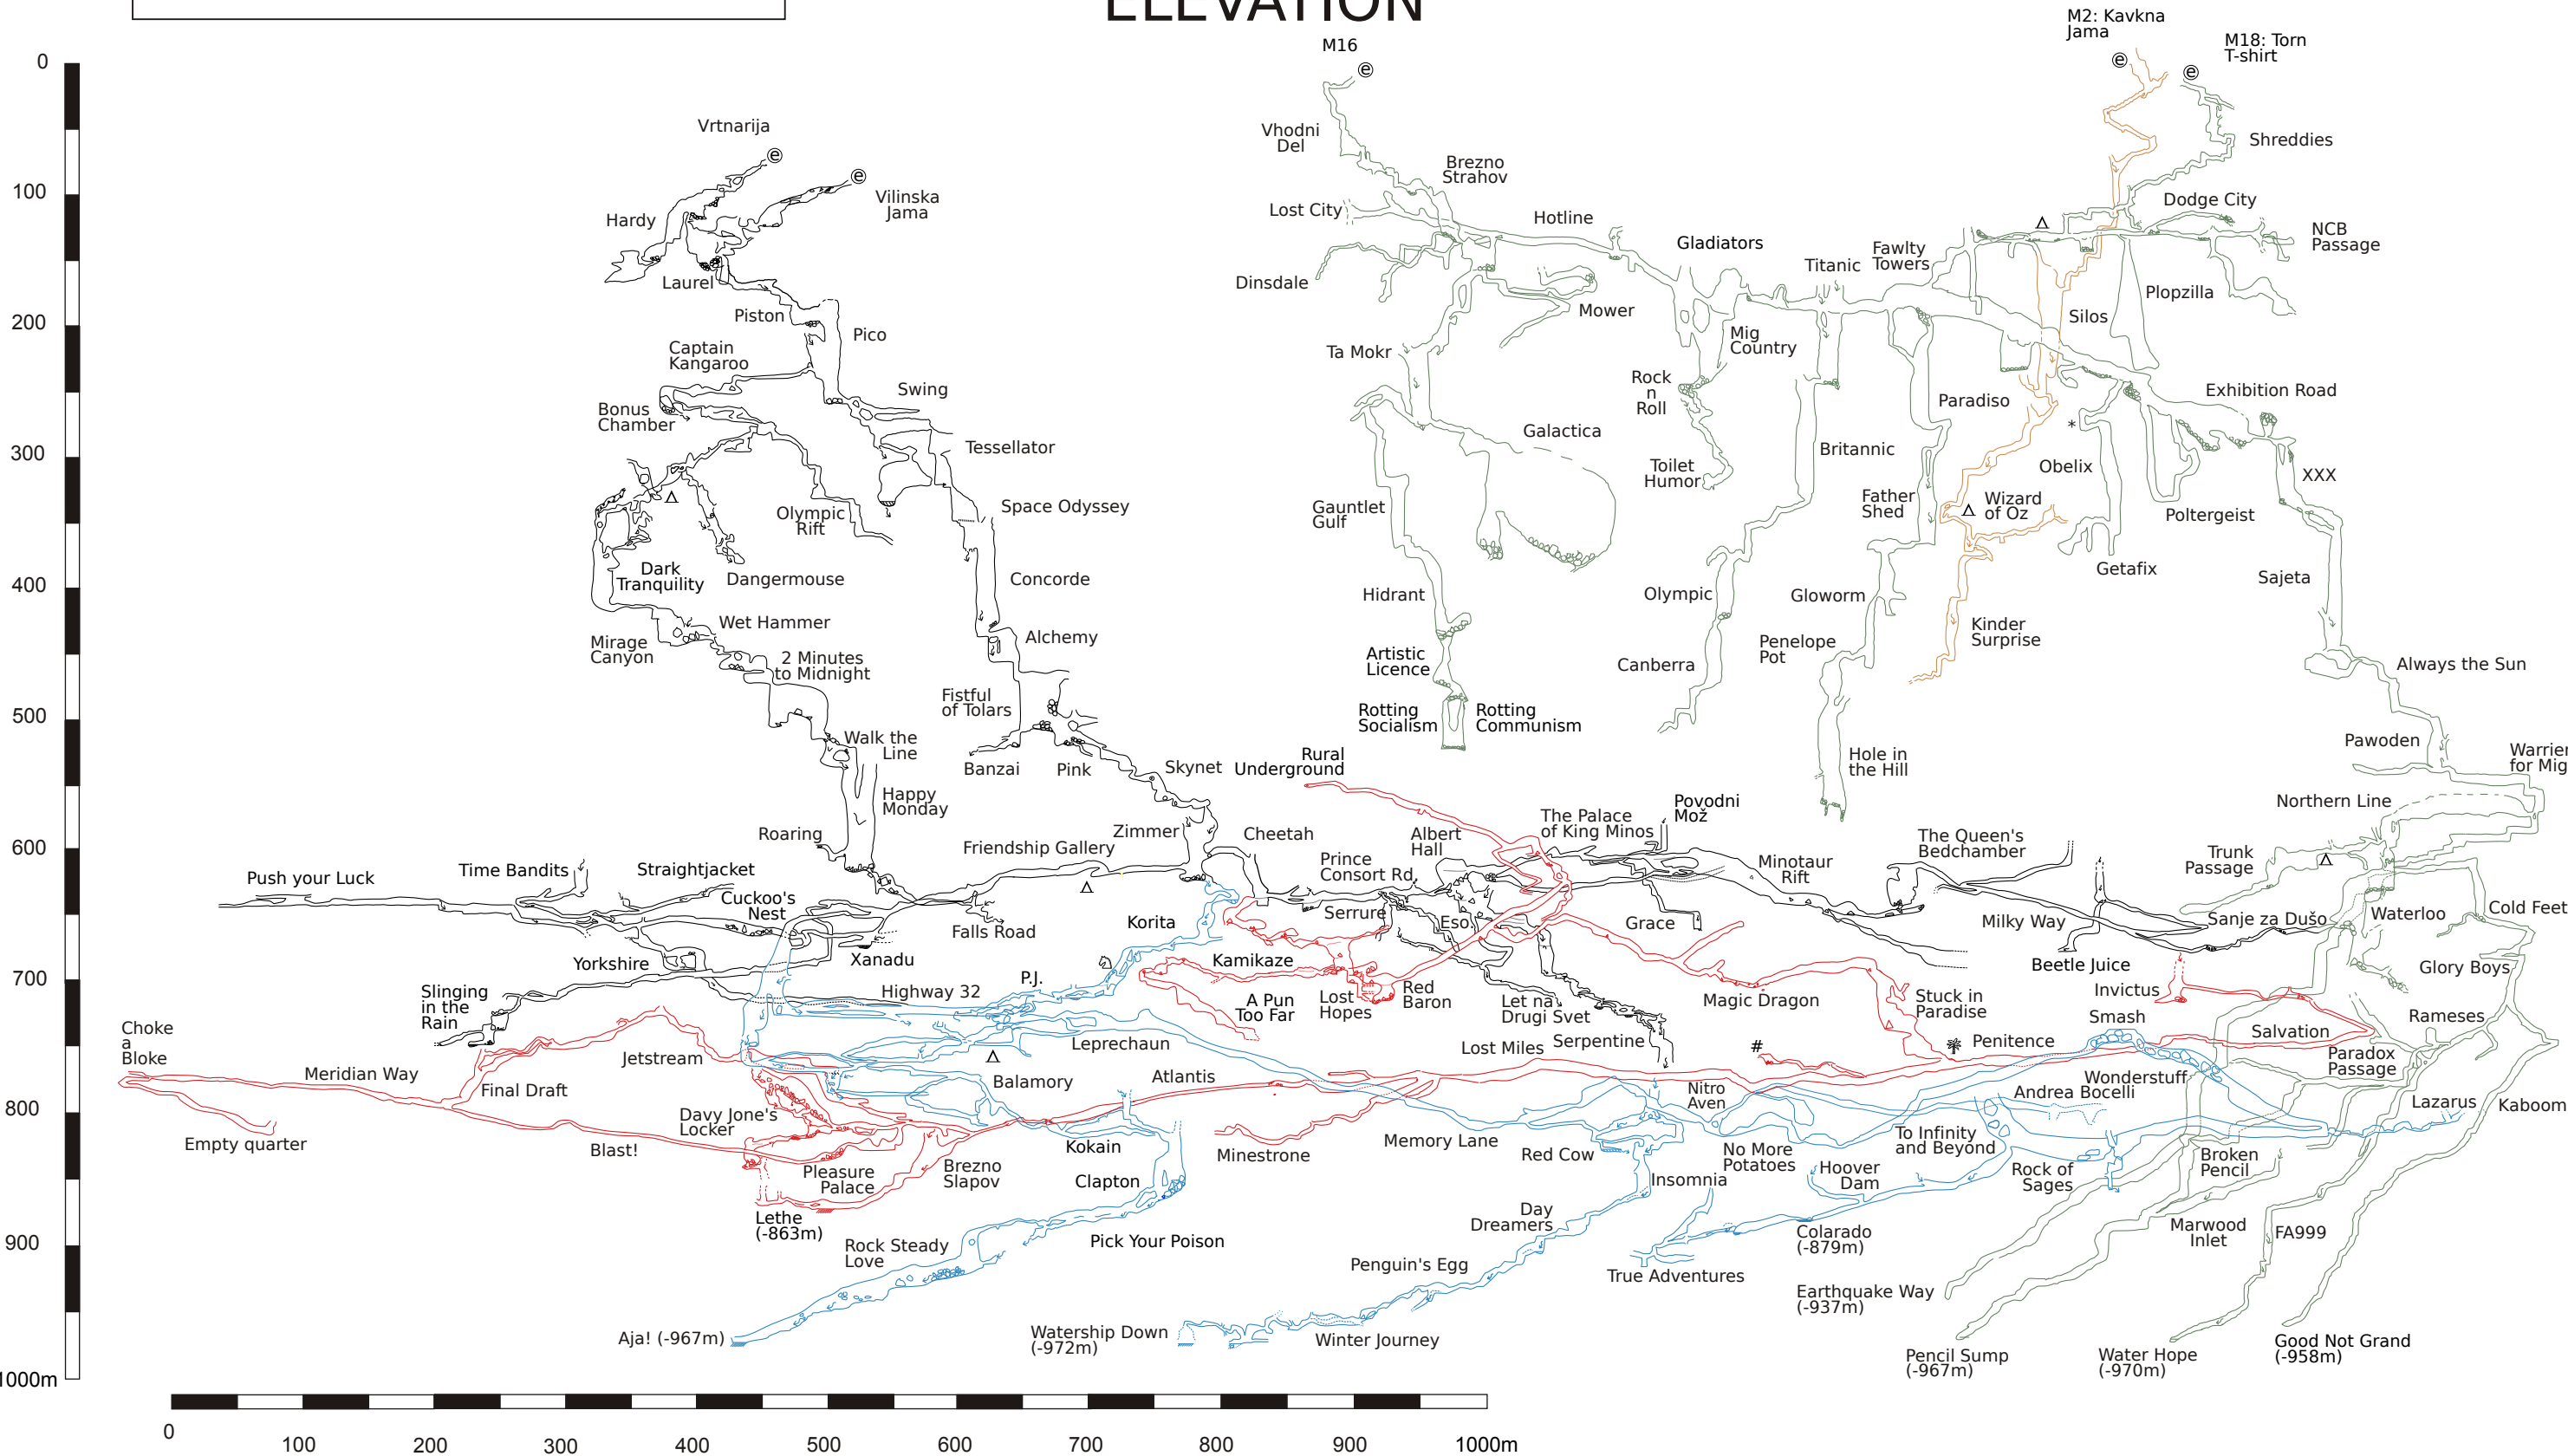 ELEVATION
M2: Kavkna
Jama
M16
M18: Torn
T-shirt
e
e
e
0
Vrtnarija
e
Vhodni
Del
Shreddies
Brezno
Strahov
e
Vilinska
Jama
100
Hardy
Lost City
Hotline
Dodge City
NCB
Passage
Gladiators
Fawlty
Towers
Titanic
Laurel
Dinsdale
Mower
Plopzilla
Piston
Pico
200
Silos
Mig
Country
Captain
Kangaroo
Ta Mokr
Swing
Rock
n
Roll
Paradiso
Exhibition Road
Bonus
Chamber
Galactica
*
Tessellator
300
Britannic
Toilet
Humor
Obelix
XXX
Space Odyssey
Gauntlet
Gulf
Father
Shed
Wizard
of Oz
Olympic
Rift
Poltergeist
Dark
Tranquility
Dangermouse
Concorde
Getafix
Sajeta
400
Hidrant
Olympic
Gloworm
Wet Hammer
Alchemy
Kinder
Surprise
Mirage
Canyon
2 Minutes
to Midnight
Artistic
Licence
Canberra
Penelope
Pot
Always the Sun
Fistful
of Tolars
500
Rotting
Socialism
Rotting
Communism
Walk the
Line
Banzai
Pink
Skynet
Rural
Underground
Hole in
the Hill
Pawoden
Warrier
for Mig
Happy
Monday
Northern Line
Povodni
Mož
The Palace
of King Minos
Roaring
Zimmer
Cheetah
Albert
Hall
The Queen's
Bedchamber
600
Friendship Gallery
Prince
Consort Rd.
Minotaur
Rift
Trunk
Passage
Push your Luck
Time Bandits
Straightjacket
Cuckoo's
Nest
Korita
Serrure
Eso
Grace
Milky Way
Sanje za Dušo
Waterloo
Cold Feet
Falls Road
Yorkshire
Xanadu
Kamikaze
Beetle Juice
Glory Boys
700
P.J.
Slinging
in the
Rain
Highway 32
A Pun
Too Far
Lost
Hopes
Red
Baron
Let na
Drugi Svet
Magic Dragon
Stuck in
Paradise
Invictus
Smash
Rameses
Choke
a
Bloke
Jetstream
Leprechaun
Lost Miles
Serpentine
#
Penitence
Salvation
Paradox
Passage
Meridian Way
Final Draft
Balamory
Atlantis
Nitro
Aven
Wonderstuff
Andrea Bocelli
800
Davy Jone's
Locker
Lazarus
Kaboom
Empty quarter
Blast!
Kokain
Minestrone
Memory Lane
Red Cow
No More
Potatoes
To Infinity
and Beyond
Pleasure
Palace
Brezno
Slapov
Clapton
Insomnia
Hoover
Dam
Rock of
Sages
Broken
Pencil
Lethe
(-863m)
Day
Dreamers
Marwood
Inlet
FA999
900
Rock Steady
Love
Pick Your Poison
Colarado
(-879m)
Penguin's Egg
True Adventures
Earthquake Way
(-937m)
Aja! (-967m)
Watership Down
(-972m)
Winter Journey
Pencil Sump
(-967m)
Water Hope
(-970m)
Good Not Grand
(-958m)
1000m
0
100
200
300
400
500
600
700
800
900
1000m